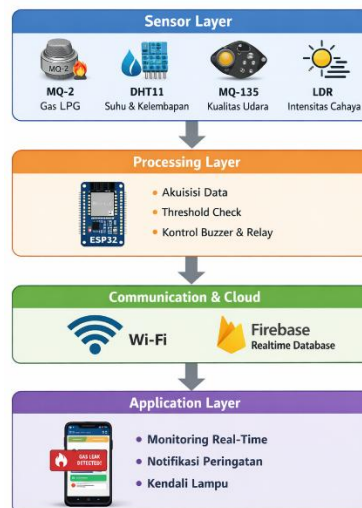 Sensor Layer
MQ-2
MQ-2
Gas LPG
DHT11
Suhu & Kelembapan
MQ-135
Kualitas Udara
LDR
Intensitas Cahaya
Processing Layer
ESP32
• Akuisisi Data
• Threshold Check
• Kontrol Buzzer & Relay
Communication & Cloud
Wi-Fi
Firebase
Realtime Database
Application Layer
GAS LEAK
DETECTED!
• Monitoring Real-Time
• Notifikasi Peringatan
• Kendali Lampu